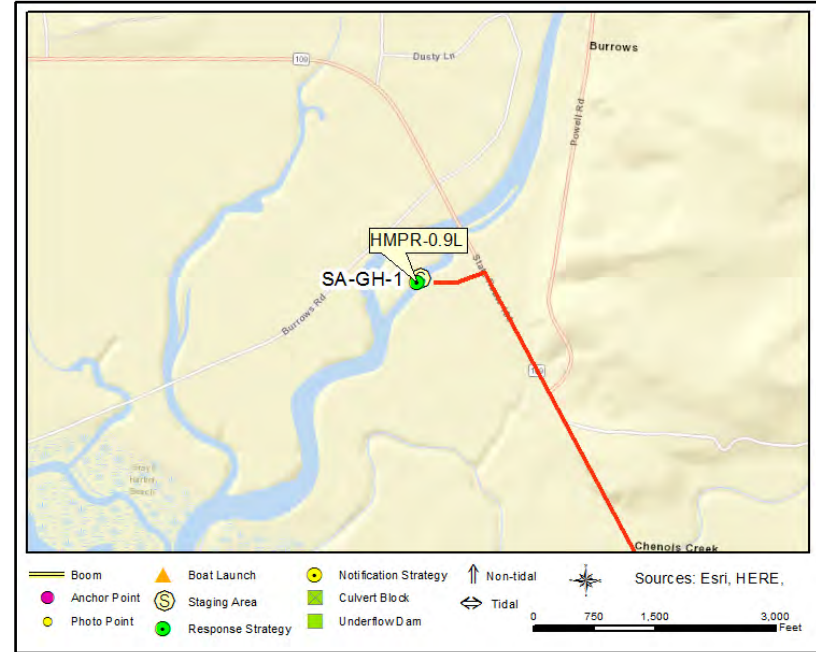 Burrows
Dusty Ln
109
Powell Rd
HMPR-0.9L
S
SA-GH-1
Burrows Rd
109
Chenois Creek
Boom
Anchor Point
Photo Point
Boat Launch
S Staging Area
Response Strategy
Notification Strategy
Culvert Block
Underflow Dam
Non-tidal
Tidal
Sources: Esri, HERE,
0 750 1,500 3,000
Feet